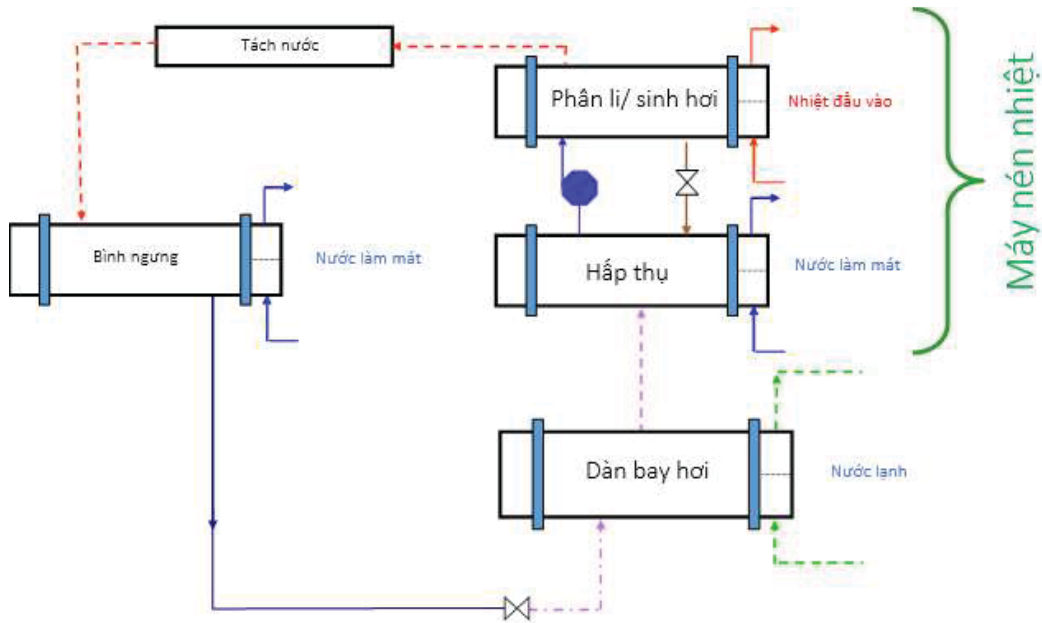 Tách nước
Phân li/ sinh hơi
Nhiệt đầu vào
Bình ngưng
Nước làm mát
Hấp thụ
Nước làm mát
Máy nén nhiệt
Dàn bay hơi
Nước lạnh